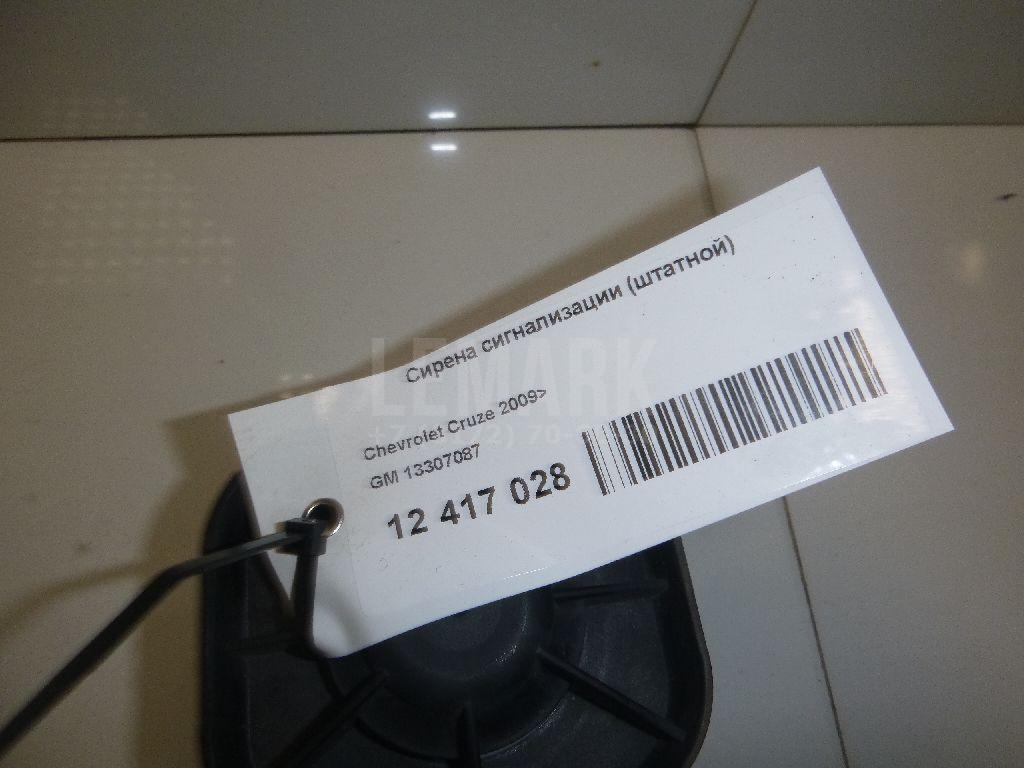 Сирена сигнализации (штатной)
LEMARK
Chevrolet Cruze 2009>
GM 13307087
12 417 028